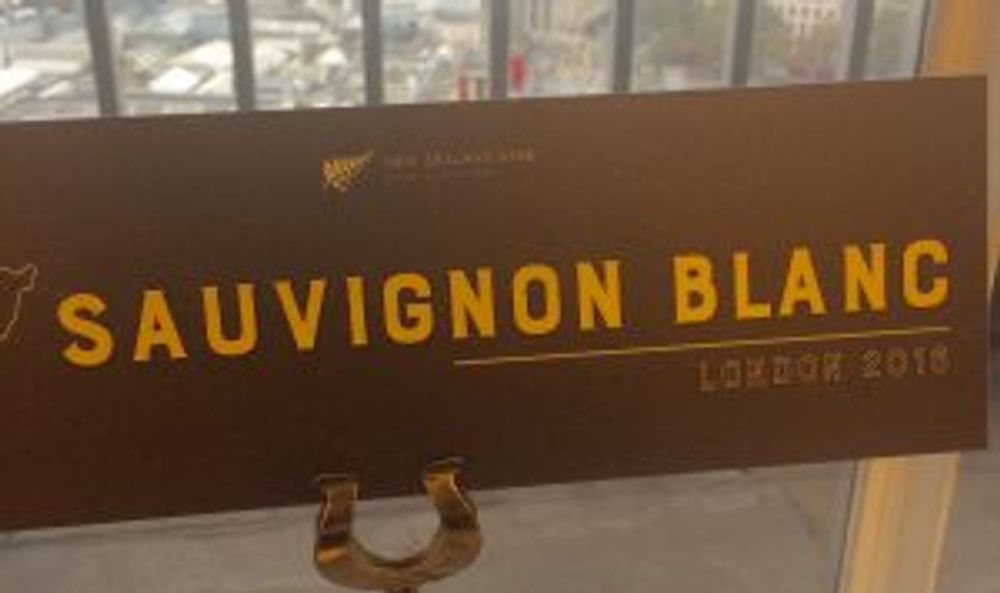 NEW ZEALAND WINE
SAUVIGNON BLANC
LONDON 2016